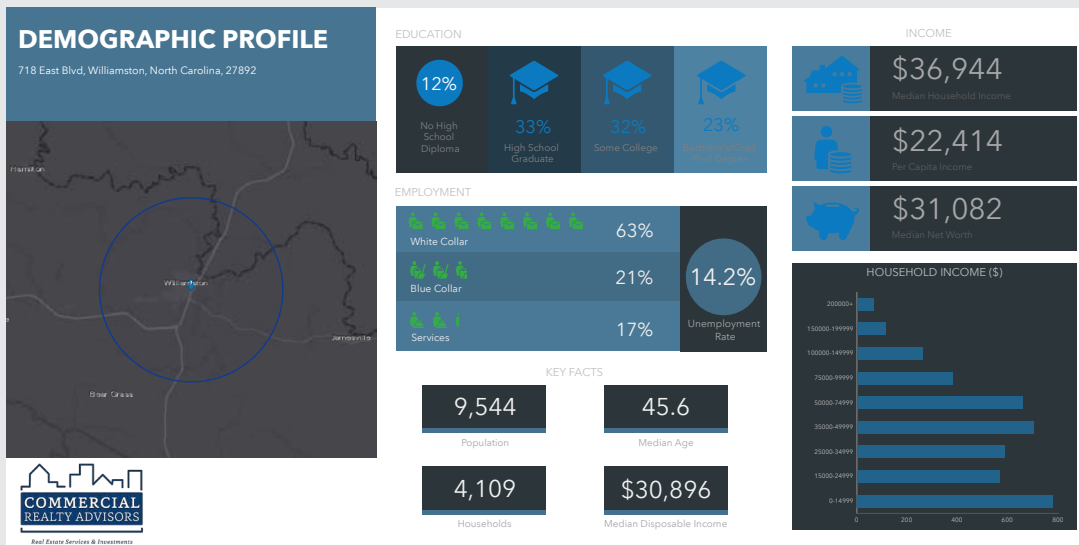 DEMOGRAPHIC PROFILE
718 East Blvd, Williamston, North Carolina, 27892
Hamilton
Williamston
Jamesville
Bear Grass
COMMERCIAL
REALTY ADVISORS
Real Estate Services & Investments
EDUCATION
12%
No High
School
Diploma
33%
High School
Graduate
32%
Some College
23%
Bachelor's/Grad
EMPLOYMENT
White Collar
63%
Blue Collar
21%
Services
17%
14.2%
Unemployment
Rate
KEY FACTS
9,544
Population
45.6
Median Age
4,109
Households
$30,896
Median Disposable Income
INCOME
$36,944
Median Household Income
$22,414
Per Capita Income
$31,082
Median Net Worth
HOUSEHOLD INCOME ($)
200000+
150000-199999
100000-149999
75000-99999
50000-74999
35000-49999
25000-34999
15000-24999
0-14999
0 200 400 600 800